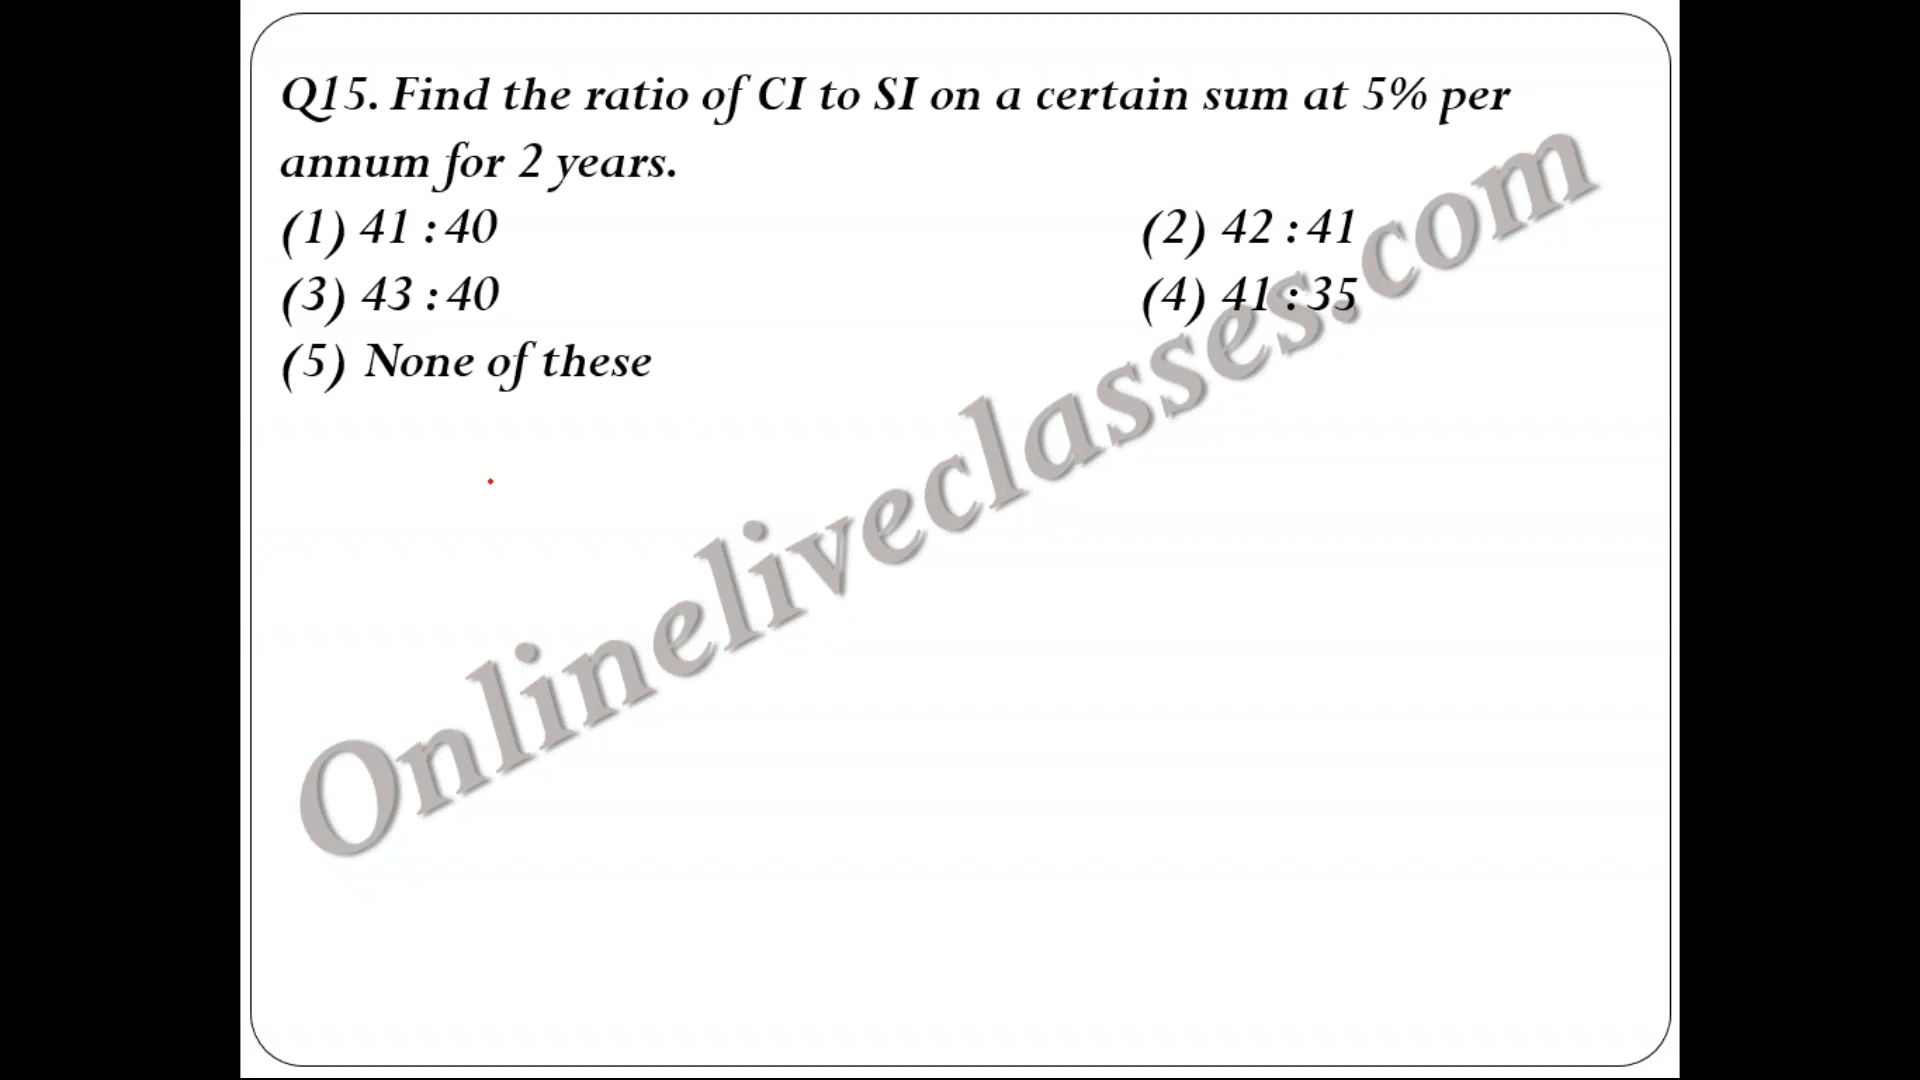 Q15. Find the ratio of CI to SI on a certain sum at 5% per
annum for 2 years.
(1) 41 : 40 (2) 42 : 41
(3) 43 : 40 (4) 41 : 35
(5) None of these
Onlineliveclasses.com